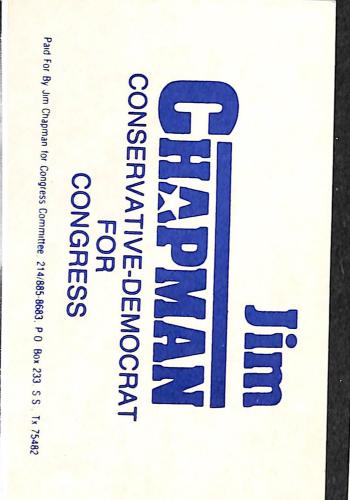 Jim
CHAPMAN
CONSERVATIVE-DEMOCRAT
FOR
CONGRESS
Paid For By Jim Chapman for Congress Committee 214/885-8683 P O Box 233 S S Tx 75482